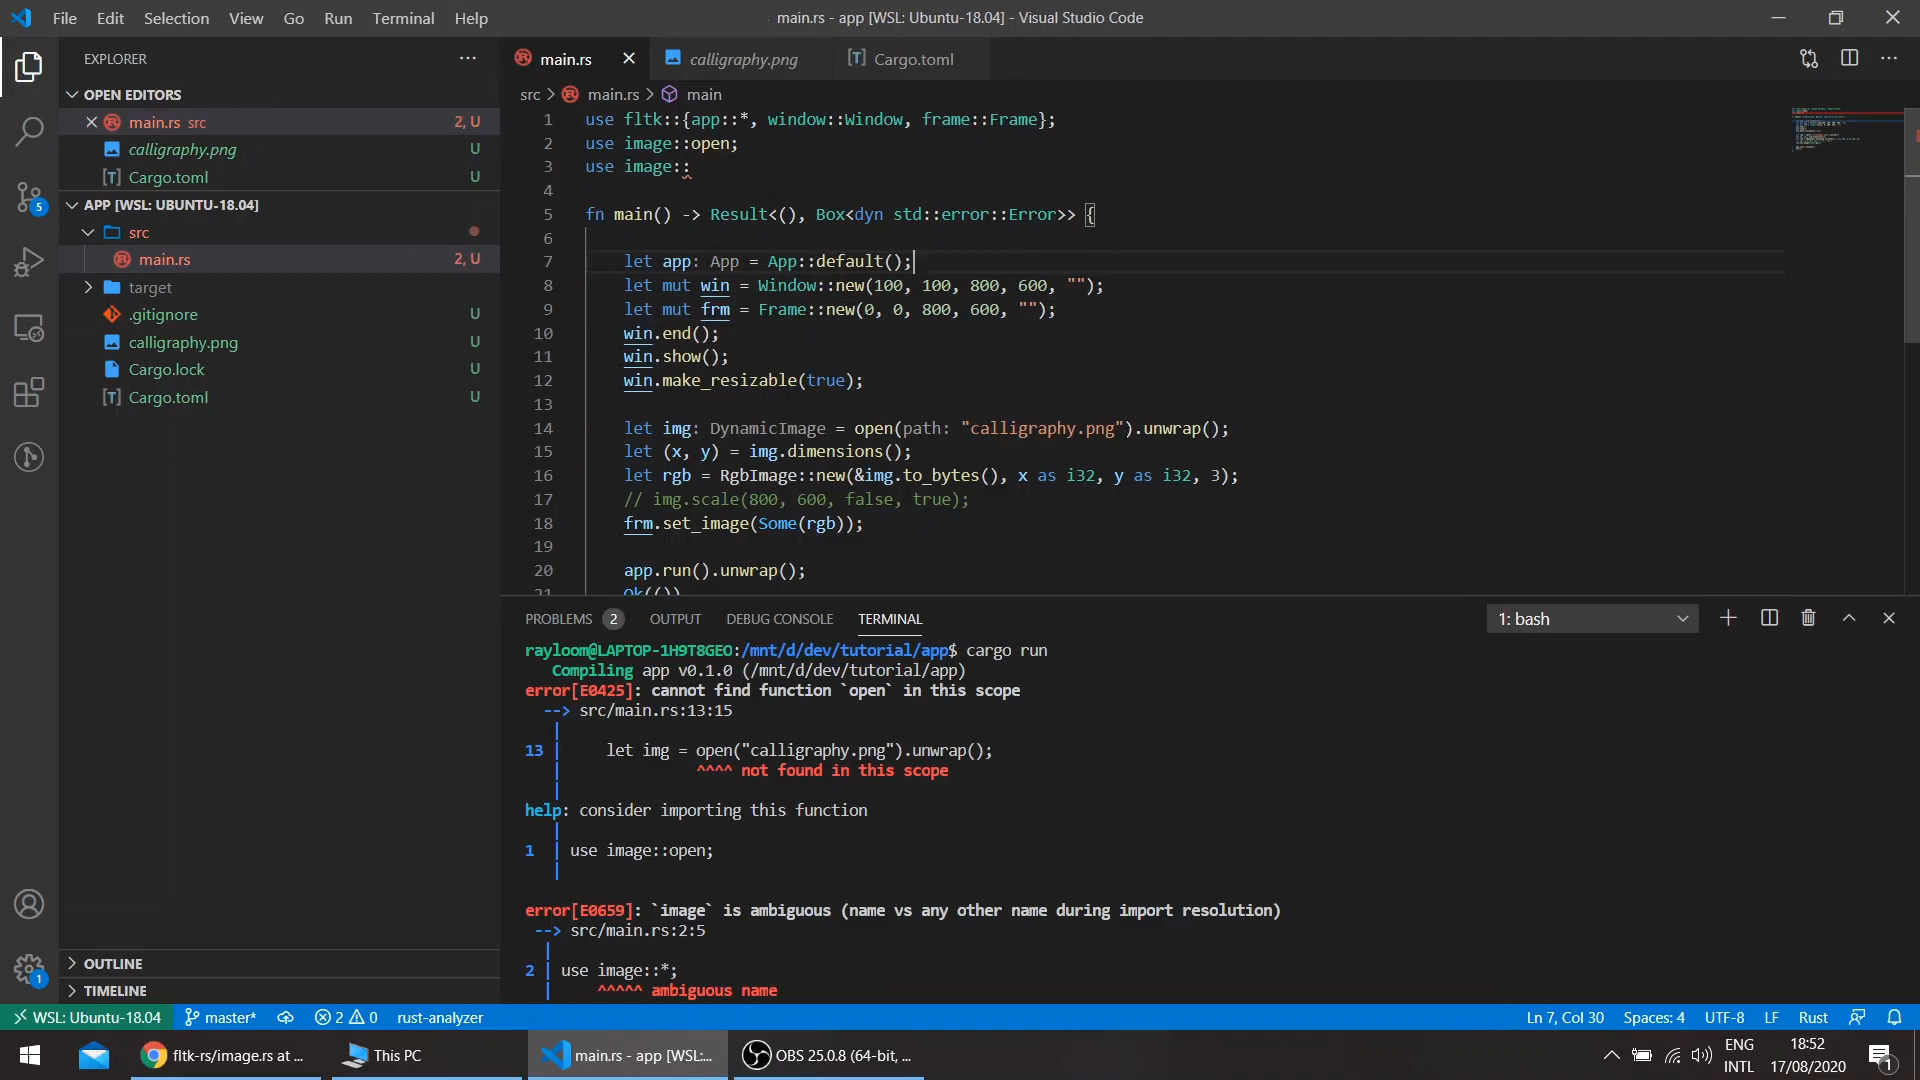 File Edit Selection View Go Run Terminal Help
main.rs - app [WSL: Ubuntu-18.04] - Visual Studio Code
EXPLORER
OPEN EDITORS
main.rs src 2, U
calligraphy.png U
[T] Cargo.toml U
5
APP [WSL: UBUNTU-18.04]
src
main.rs 2, U
target
.gitignore U
calligraphy.png U
Cargo.lock U
[T] Cargo.toml U
OUTLINE
1
TIMELINE
main.rs calligraphy.png [T] Cargo.toml
src > main.rs > main
1 use fltk::{app::*, window::Window, frame::Frame};
2 use image::open;
3 use image::
4
5 fn main() -> Result<(), Box<dyn std::error::Error>> {
6
7 let app: App = App::default();
8 let mut win = Window::new(100, 100, 800, 600, "");
9 let mut frm = Frame::new(0, 0, 800, 600, "");
10 win.end();
11 win.show();
12 win.make_resizable(true);
13
14 let img: DynamicImage = open(path: "calligraphy.png").unwrap();
15 let (x, y) = img.dimensions();
16 let rgb = RgbImage::new(&img.to_bytes(), x as i32, y as i32, 3);
17 // img.scale(800, 600, false, true);
18 frm.set_image(Some(rgb));
19
20 app.run().unwrap();
21 Ok(())
PROBLEMS 2 OUTPUT DEBUG CONSOLE TERMINAL 1: bash
rayloom@LAPTOP-1H9T8GEO:/mnt/d/dev/tutorial/app$ cargo run
Compiling app v0.1.0 (/mnt/d/dev/tutorial/app)
error[E0425]: cannot find function `open` in this scope
--> src/main.rs:13:15
|
13 | let img = open("calligraphy.png").unwrap();
| ^^^^ not found in this scope
|
help: consider importing this function
|
1 | use image::open;
|
error[E0659]: `image` is ambiguous (name vs any other name during import resolution)
--> src/main.rs:2:5
|
2 | use image::*;
| ^^^^^ ambiguous name
WSL: Ubuntu-18.04 master* 2 0 rust-analyzer Ln 7, Col 30 Spaces: 4 UTF-8 LF Rust
fltk-rs/image.rs at ... This PC main.rs - app [WSL:... OBS 25.0.8 (64-bit, ... ENG 18:52
INTL 17/08/2020 1